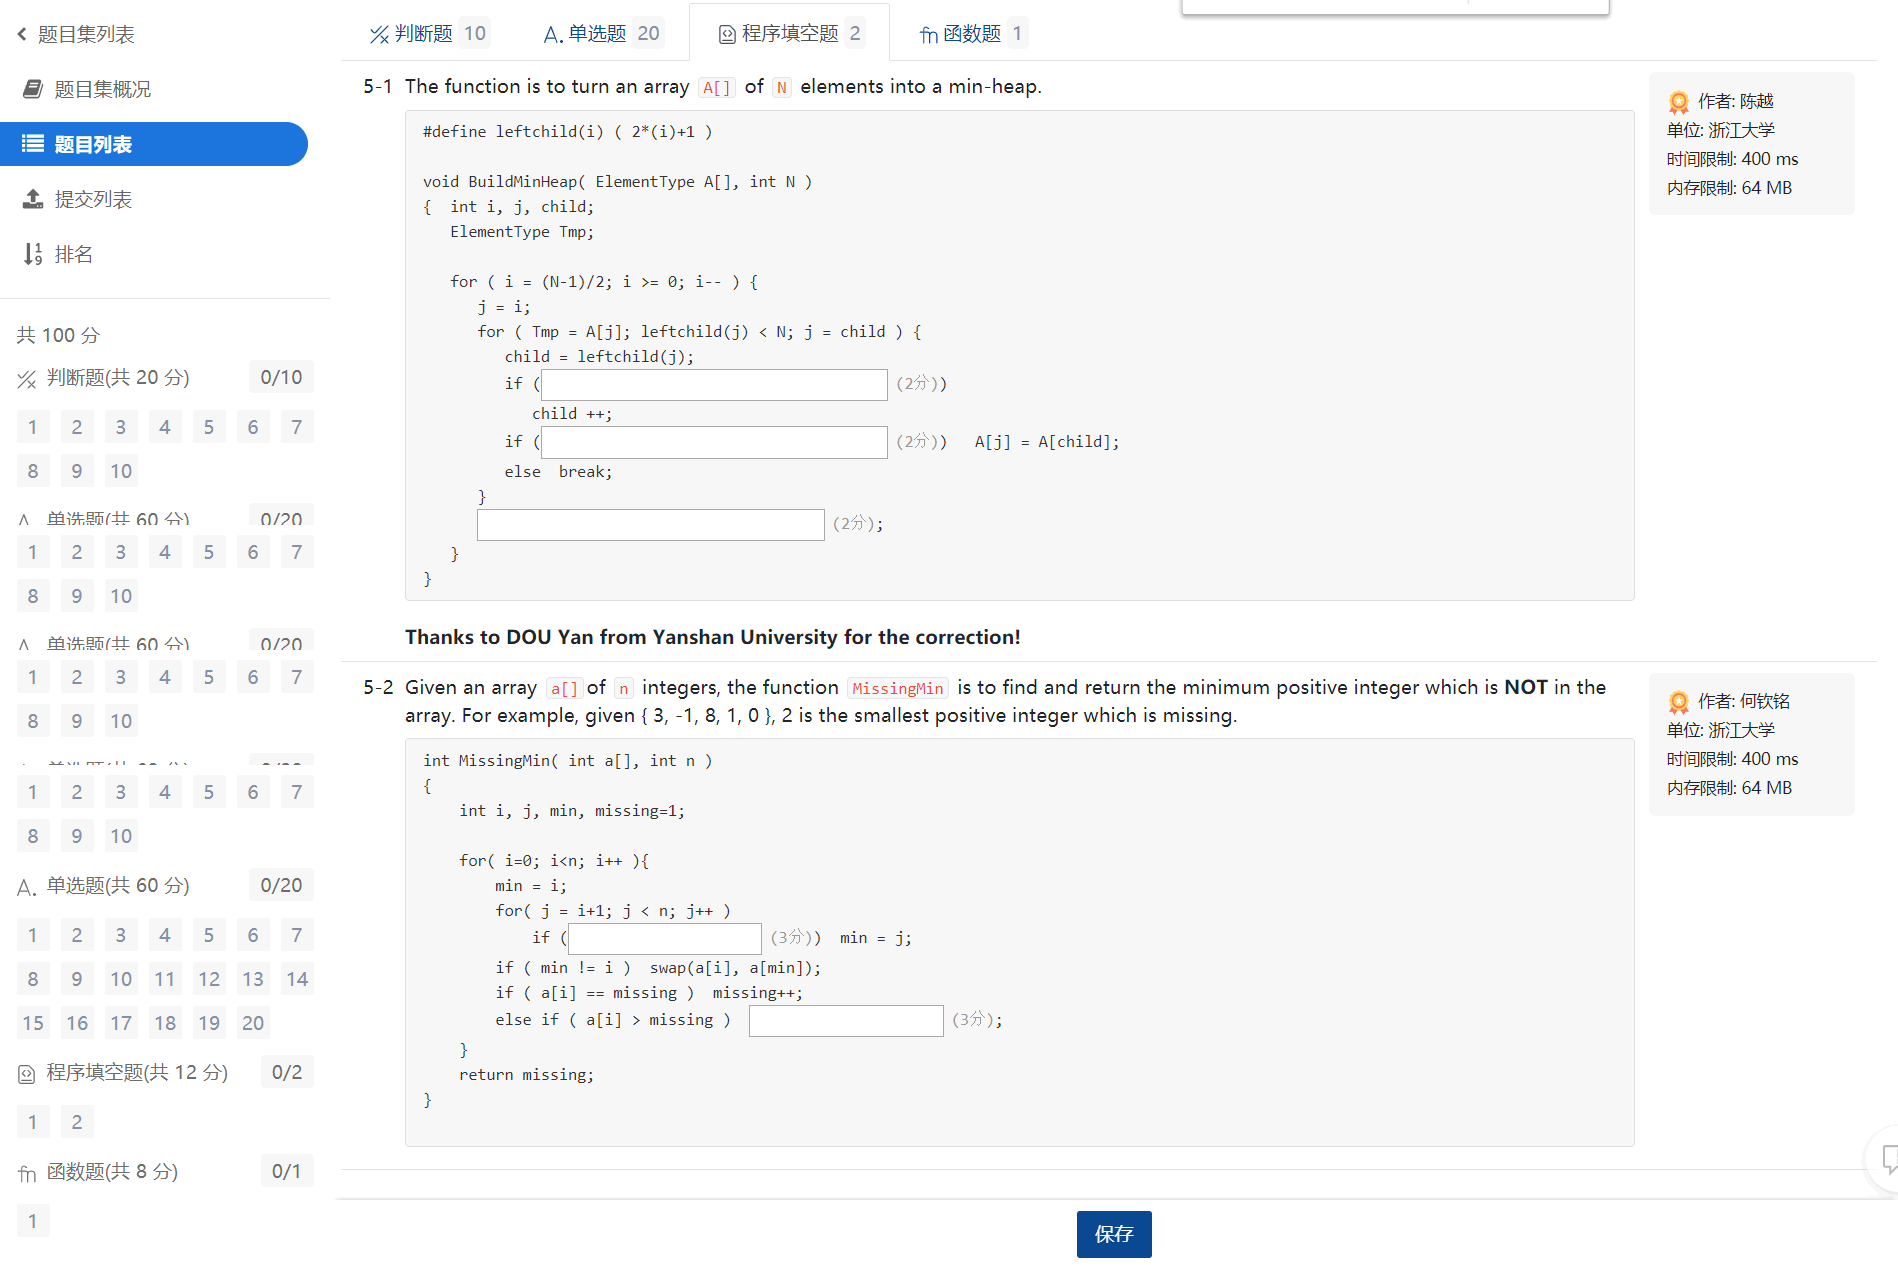 题目集列表
题目集概况
题目列表
提交列表
排名
共 100 分
判断题(共 20 分) 0/10
1 2 3 4 5 6 7
8 9 10
单选题(共 60 分) 0/20
1 2 3 4 5 6 7
8 9 10
单选题(共 60 分) 0/20
1 2 3 4 5 6 7
8 9 10
1 2 3 4 5 6 7
8 9 10
A. 单选题(共 60 分) 0/20
1 2 3 4 5 6 7
8 9 10 11 12 13 14
15 16 17 18 19 20
程序填空题(共 12 分) 0/2
1 2
fn 函数题(共 8 分) 0/1
1
判断题 10 A. 单选题 20 程序填空题 2 fn 函数题 1
5-1 The function is to turn an array A[] of N elements into a min-heap.
#define leftchild(i) ( 2*(i)+1 )
void BuildMinHeap( ElementType A[], int N )
{ int i, j, child;
ElementType Tmp;
for ( i = (N-1)/2; i >= 0; i-- ) {
j = i;
for ( Tmp = A[j]; leftchild(j) < N; j = child ) {
child = leftchild(j);
if ( (2分))
child ++;
if ( (2分)) A[j] = A[child];
else break;
}
(2分);
}
}
Thanks to DOU Yan from Yanshan University for the correction!
作者: 陈越
单位: 浙江大学
时间限制: 400 ms
内存限制: 64 MB
5-2 Given an array a[] of n integers, the function MissingMin is to find and return the minimum positive integer which is NOT in the
array. For example, given { 3, -1, 8, 1, 0 }, 2 is the smallest positive integer which is missing.
int MissingMin( int a[], int n )
{
int i, j, min, missing=1;
for( i=0; i<n; i++ ){
min = i;
for( j = i+1; j < n; j++ )
if ( (3分)) min = j;
if ( min != i ) swap(a[i], a[min]);
if ( a[i] == missing ) missing++;
else if ( a[i] > missing ) (3分);
}
return missing;
}
作者: 何钦铭
单位: 浙江大学
时间限制: 400 ms
内存限制: 64 MB
保存